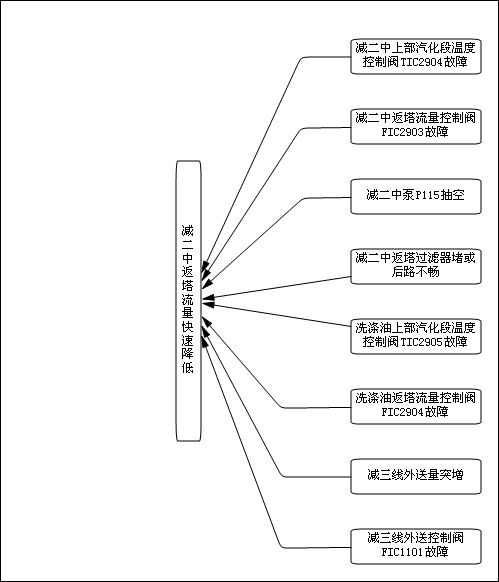 减二中上部汽化段温度
控制阀TIC2904故障
减二中返塔流量控制阀
FIC2903故障
减二中泵P115抽空
减二中返塔流量快速降低
减二中返塔过滤器堵或
后路不畅
洗涤油上部汽化段温度
控制阀TIC2905故障
洗涤油返塔流量控制阀
FIC2904故障
减三线外送量突增
减三线外送控制阀
FIC1101故障